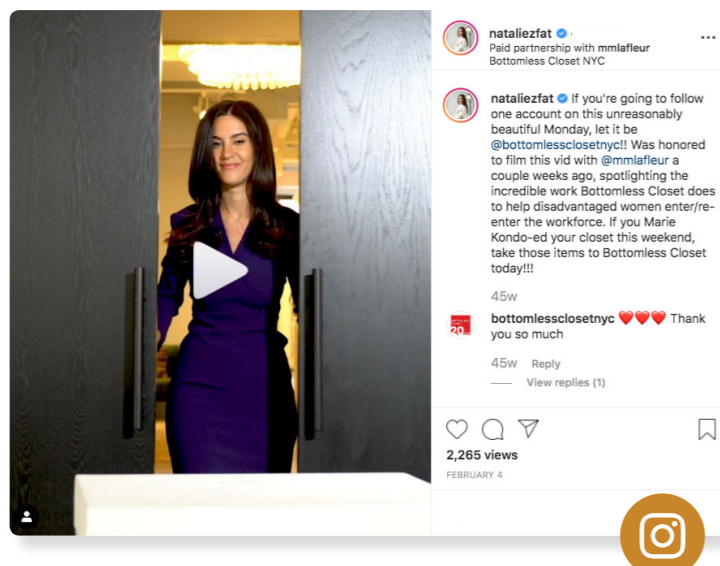 nataliezfat
Paid partnership with mmlafleur
Bottomless Closet NYC
nataliezfat If you're going to follow
one account on this unreasonably
beautiful Monday, let it be
@bottomlessclosetnyc!! Was honored
to film this vid with @mmlafleur a
couple weeks ago, spotlighting the
incredible work Bottomless Closet does
to help disadvantaged women enter/re-
enter the workforce. If you Marie
Kondo-ed your closet this weekend,
take those items to Bottomless Closet
today!!!
45w
bottomlessclosetnyc ❤️❤️❤️ Thank
you so much
45w Reply
View replies (1)
2,265 views
FEBRUARY 4